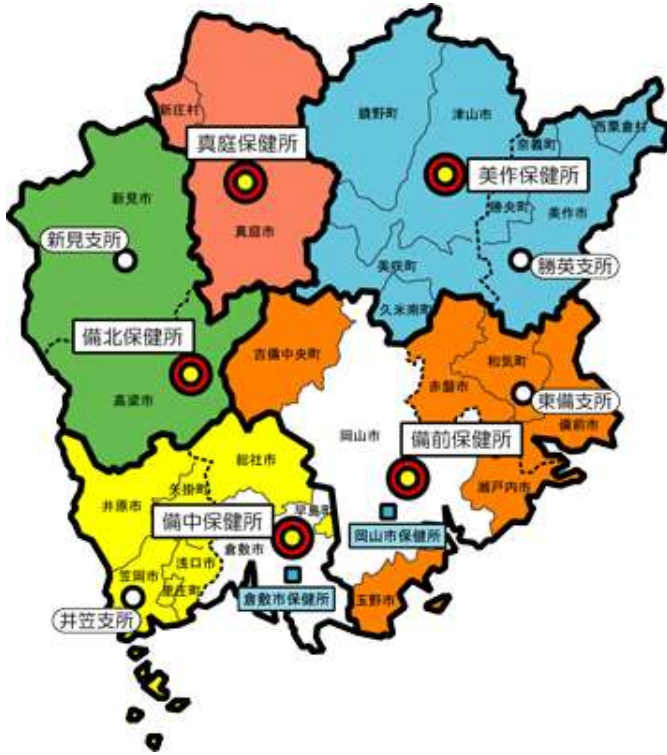 新庄村
真庭保健所
真庭市
鏡野町
津山市
西粟倉村
奈義町
美作保健所
勝央町
美作市
勝英支所
美咲町
久米南町
新見市
新見支所
備北保健所
高梁市
吉備中央町
岡山市
赤磐市
和気町
東備支所
備前市
備前保健所
瀬戸内市
岡山市保健所
玉野市
総社市
矢掛町
井原市
備中保健所
早島町
倉敷市
浅口市
笠岡市
里庄町
倉敷市保健所
井笠支所